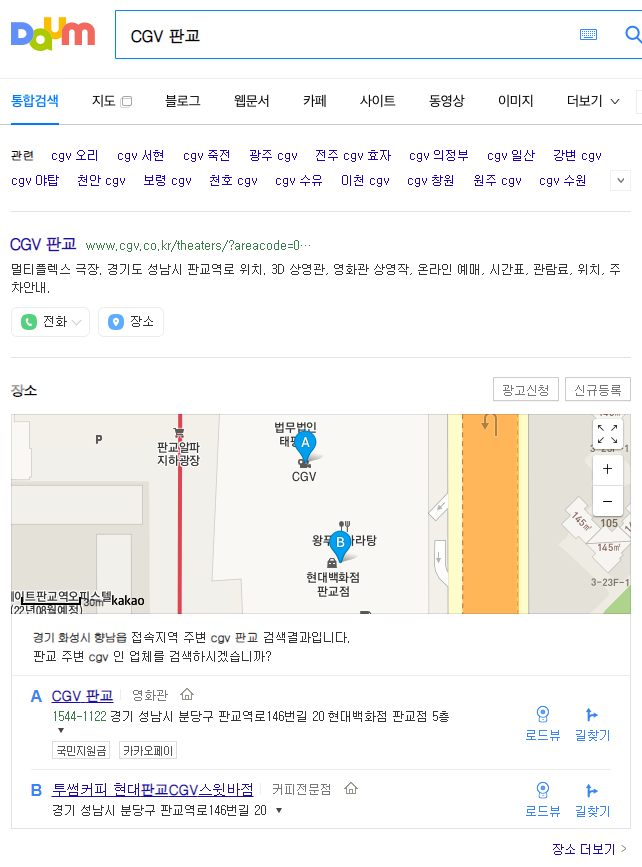 Daum
CGV 판교
통합검색 지도 블로그 웹문서 카페 사이트 동영상 이미지 더보기
관련 cgv 오리 cgv 서현 cgv 죽전 광주 cgv 전주 cgv 효자 cgv 의정부 cgv 일산 강변 cgv
cgv 야탑 천안 cgv 보령 cgv 천호 cgv cgv 수유 이천 cgv cgv 창원 원주 cgv cgv 수원
CGV 판교 www.cgv.co.kr/theaters/?areacode=0…
멀티플렉스 극장, 경기도 성남시 판교역로 위치, 3D 상영관, 영화관 상영작, 온라인 예매, 시간표, 관람료, 위치, 주
차안내.
전화 장소
장소 광고신청 신규등록
P
판교알파
지하광장
법무법인
A
CGV
B
현대백화점
판교점
3-23F-1
+
−
145㎡
105
145㎡
3-23F-1
30m
kakao
(22년08월예정)
경기 화성시 향남읍 접속지역 주변 cgv 판교 검색결과입니다.
판교 주변 cgv 인 업체를 검색하시겠습니까?
A CGV 판교 영화관
1544-1122 경기 성남시 분당구 판교역로146번길 20 현대백화점 판교점 5층
▼
국민지원금 카카오페이
로드뷰 길찾기
B 투썸커피 현대판교CGV스윗바점 커피전문점
경기 성남시 분당구 판교역로146번길 20 ▼
로드뷰 길찾기
장소 더보기 >